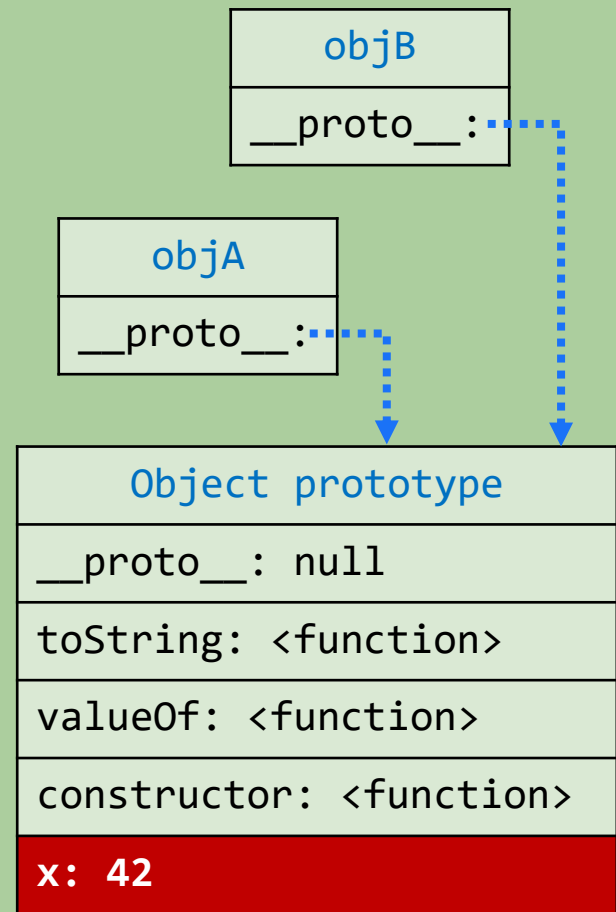 objB
__proto__:
objA
__proto__:
Object prototype
__proto__: null
toString: <function>
valueOf: <function>
constructor: <function>
x: 42